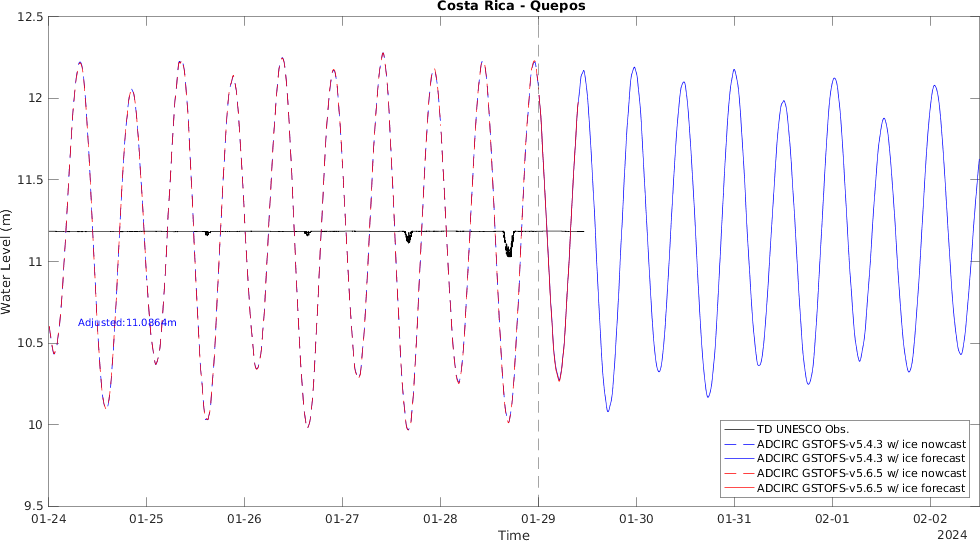 Costa Rica - Quepos
12.5
12
11.5
11
10.5
10
9.5
Water Level (m)
Adjusted:11.0864m
TD UNESCO Obs.
ADCIRC GSTOFS-v5.4.3 w/ ice nowcast
ADCIRC GSTOFS-v5.4.3 w/ ice forecast
ADCIRC GSTOFS-v5.6.5 w/ ice nowcast
ADCIRC GSTOFS-v5.6.5 w/ ice forecast
01-24 01-25 01-26 01-27 01-28 01-29 01-30 01-31 02-01 02-02
Time
2024